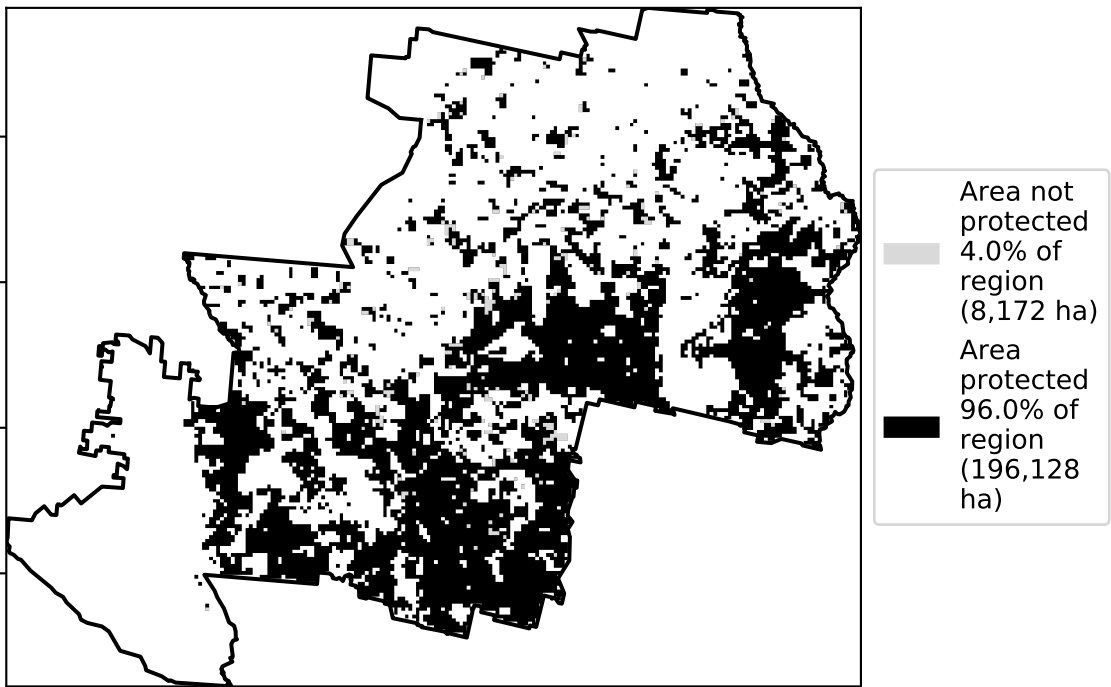 Area not
protected
4.0% of
region
(8,172 ha)
Area
protected
96.0% of
region
(196,128
ha)